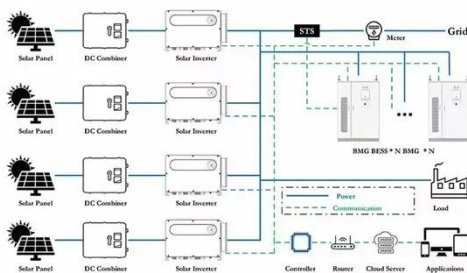 STS
Meter
Grid
Solar Panel DC Combiner Solar Inverter
Solar Panel DC Combiner Solar Inverter
BMG BESS * N BMG * N
Solar Panel DC Combiner Solar Inverter
Power
Communication
Load
Solar Panel DC Combiner Solar Inverter
Controller Router Cloud Server Applications